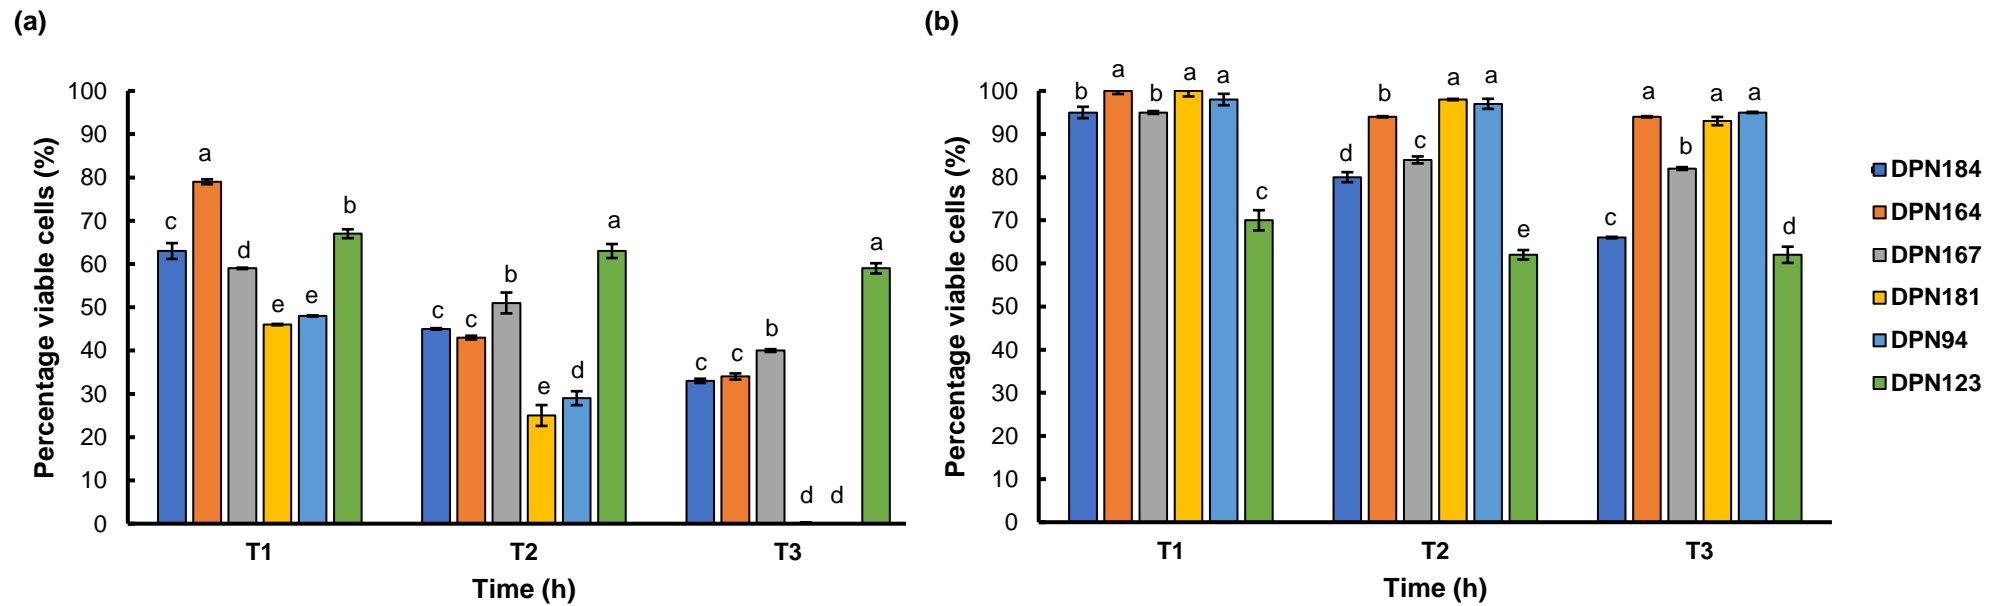 (a)
Percentage viable cells (%)
100
90
80
70
60
50
40
30
20
10
0
c a d e e b
c c b e d a
c c b d d a
T1 T2 T3
Time (h)
(b)
Percentage viable cells (%)
100
90
80
70
60
50
40
30
20
10
0
b a b a a c
d b c a a e
c a b a a d
T1 T2 T3
Time (h)
DPN184
DPN164
DPN167
DPN181
DPN94
DPN123